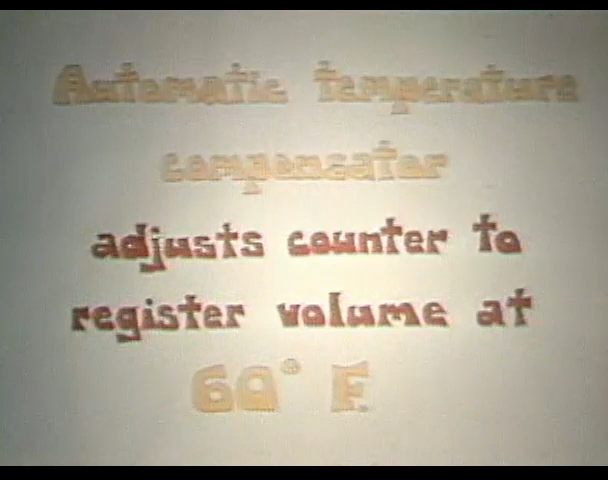 Automatic temperature
compensator
adjusts counter to
register volume at
60° F.